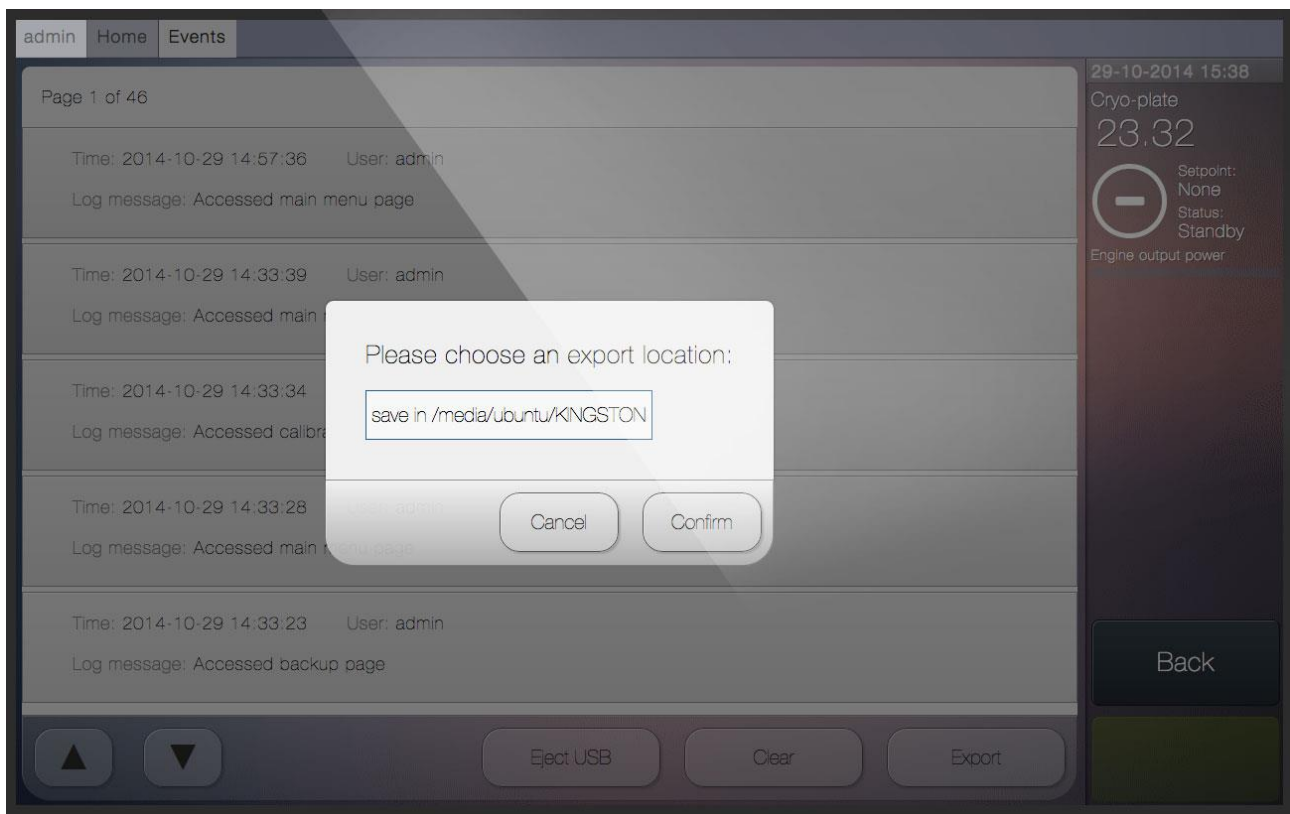 admin Home Events
29-10-2014 15:38
Page 1 of 46
Cryo-plate
23.32
Time: 2014-10-29 14:57:36 User: admin
Log message: Accessed main menu page
Setpoint:
None
Status:
Standby
Engine output power
Time: 2014-10-29 14:33:39 User: admin
Log message: Accessed main
Please choose an export location:
save in /media/ubuntu/KINGSTON
Cancel Confirm
Time: 2014-10-29 14:33:34
Log message: Accessed calibra
Time: 2014-10-29 14:33:28 User: admin
Log message: Accessed main menu page
Time: 2014-10-29 14:33:23 User: admin
Log message: Accessed backup page
Back
Eject USB Clear Export